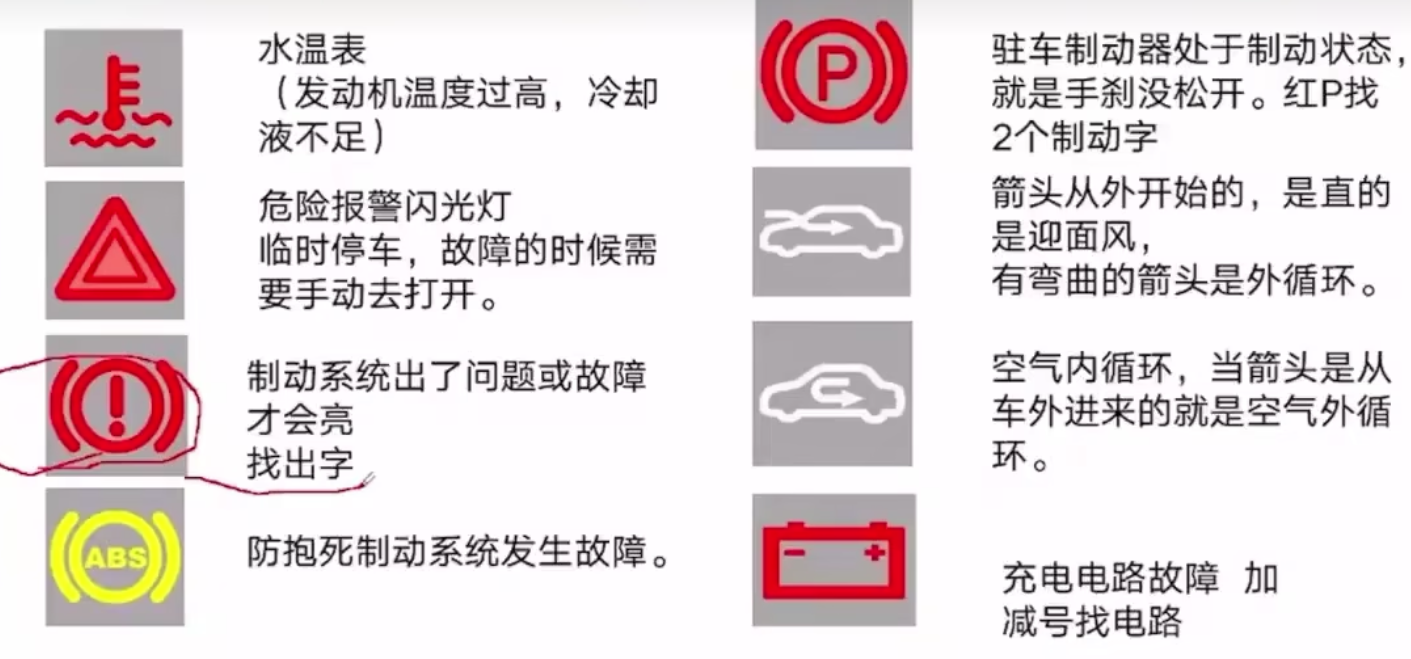 水温表
（发动机温度过高，冷却
液不足）
危险报警闪光灯
临时停车，故障的时候需
要手动去打开。
!
制动系统出了问题或故障
才会亮
找出字
ABS
防抱死制动系统发生故障。
P
驻车制动器处于制动状态，
就是手刹没松开。红P找
2个制动字
箭头从外开始的，是直的
是迎面风，
有弯曲的箭头是外循环。
空气内循环，当箭头是从
车外进来的就是空气外循
环。
- +
充电电路故障 加
减号找电路